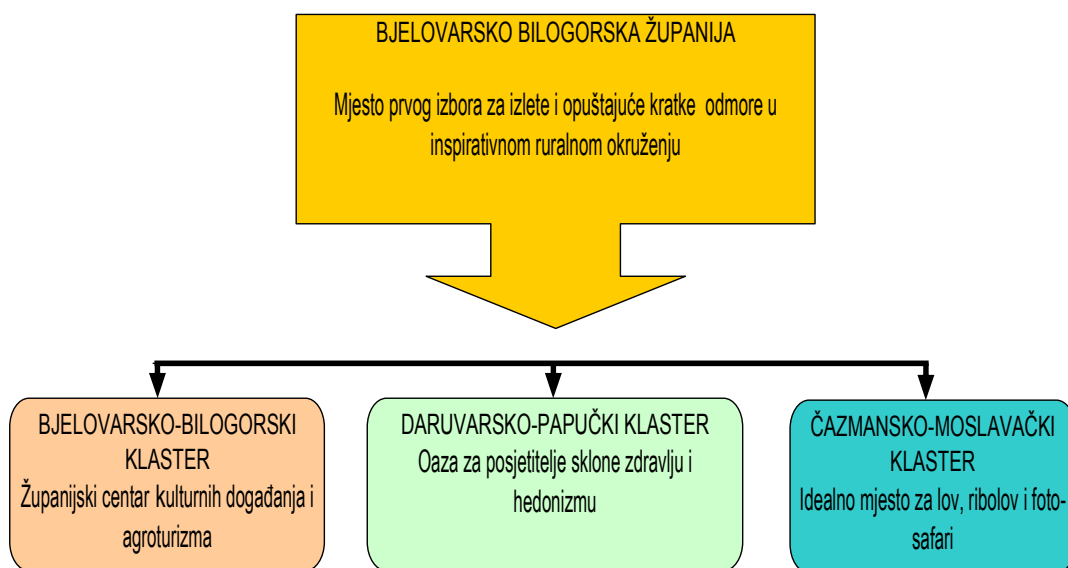 BJELOVARSKO BILOGORSKA ŽUPANIJA
Mjesto prvog izbora za izlete i opuštajuće kratke odmore u
inspirativnom ruralnom okruženju
BJELOVARSKO-BILOGORSKI
KLASTER
Županijski centar kulturnih događanja i
agroturizma
DARUVARSKO-PAPUČKI KLASTER
Oaza za posjetitelje sklone zdravlju i
hedonizmu
ČAZMANSKO-MOSLAVAČKI
KLASTER
Idealno mjesto za lov, ribolov i foto-
safari